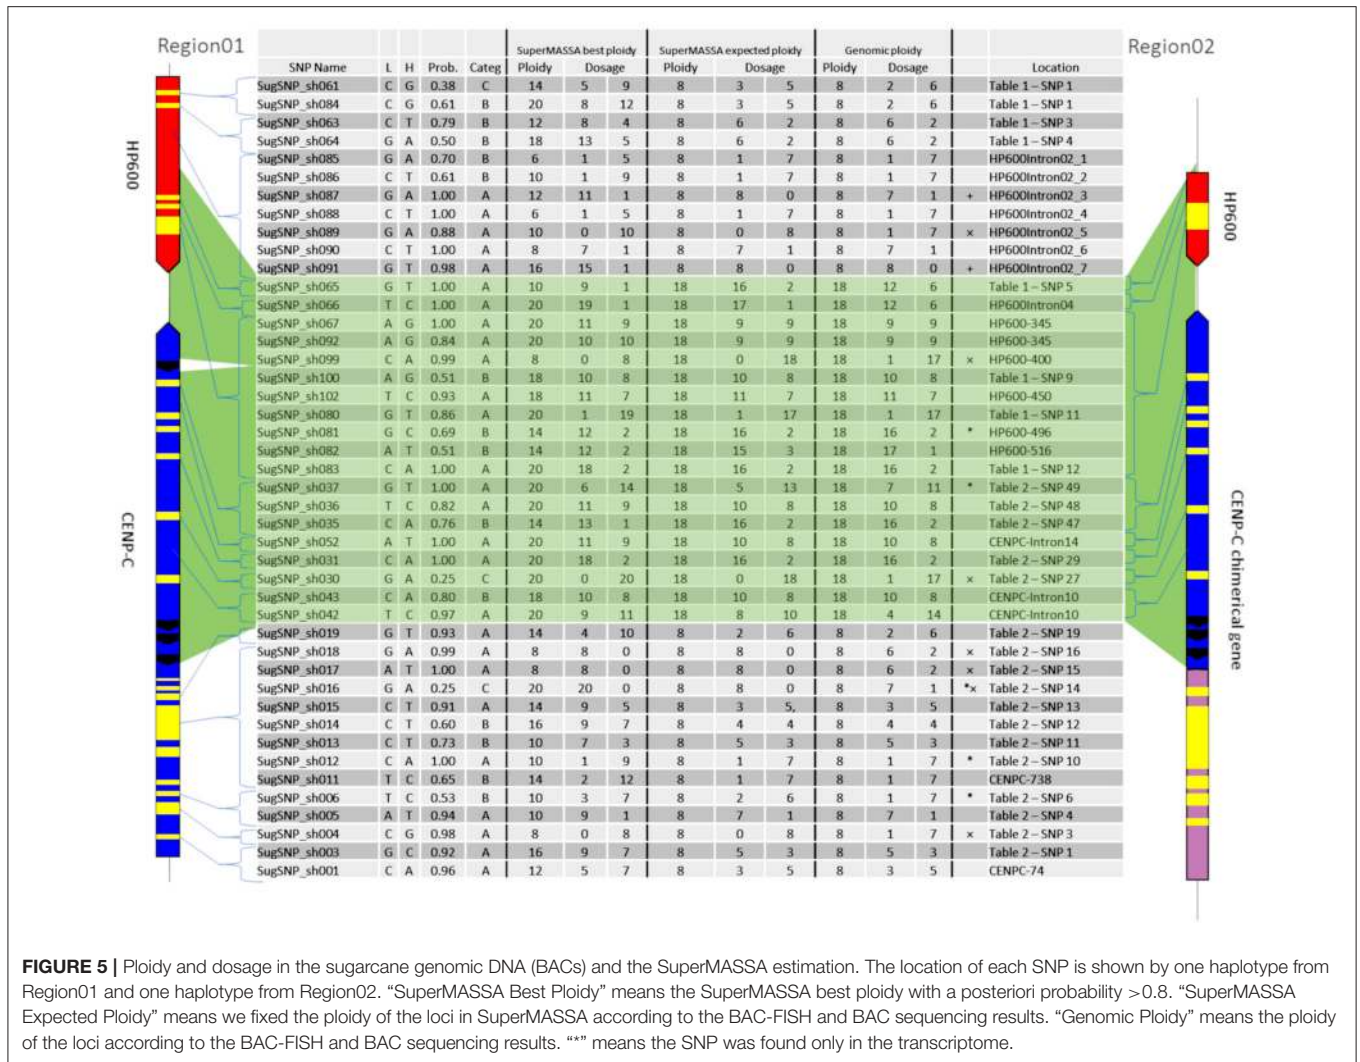 Region01
Region02
SuperMASSA best ploidy SuperMASSA expected ploidy Genomic ploidy
SNP Name L H Prob. Categ Ploidy Dosage Ploidy Dosage Ploidy Dosage Location
SugSNP_sh061 C G 0.38 C 14 5 9 8 3 5 8 2 6 Table 1 – SNP 1
SugSNP_sh084 C G 0.61 B 20 8 12 8 3 5 8 2 6 Table 1 – SNP 1
SugSNP_sh063 C T 0.79 B 12 8 4 8 6 2 8 6 2 Table 1 – SNP 3
SugSNP_sh064 G A 0.50 B 18 13 5 8 6 2 8 6 2 Table 1 – SNP 4
SugSNP_sh085 G A 0.70 B 6 1 5 8 1 7 8 1 7 HP600Intron02_1
SugSNP_sh086 C T 0.61 B 10 1 9 8 1 7 8 1 7 HP600Intron02_2
SugSNP_sh087 G A 1.00 A 12 11 1 8 8 0 8 7 1 + HP600Intron02_3
SugSNP_sh088 C T 1.00 A 6 1 5 8 1 7 8 1 7 HP600Intron02_4
SugSNP_sh089 G A 0.88 A 10 0 10 8 0 8 8 1 7 × HP600Intron02_5
SugSNP_sh090 C T 1.00 A 8 7 1 8 7 1 8 7 1 HP600Intron02_6
SugSNP_sh091 G T 0.98 A 16 15 1 8 8 0 8 8 0 + HP600Intron02_7
SugSNP_sh065 G T 1.00 A 10 9 1 18 16 2 18 12 6 Table 1 – SNP 5
SugSNP_sh066 T C 1.00 A 20 19 1 18 17 1 18 12 6 HP600Intron04
SugSNP_sh067 A G 1.00 A 20 11 9 18 9 9 18 9 9 HP600-345
SugSNP_sh092 A G 0.84 A 20 10 10 18 9 9 18 9 9 HP600-345
SugSNP_sh099 C A 0.99 A 8 0 8 18 0 18 18 1 17 × HP600-400
SugSNP_sh100 A G 0.51 B 18 10 8 18 10 8 18 10 8 Table 1 – SNP 9
SugSNP_sh102 T C 0.93 A 18 11 7 18 11 7 18 11 7 HP600-450
SugSNP_sh080 G T 0.86 A 20 1 19 18 1 17 18 1 17 Table 1 – SNP 11
SugSNP_sh081 G C 0.69 B 14 12 2 18 16 2 18 16 2 * HP600-496
SugSNP_sh082 A T 0.51 B 14 12 2 18 15 3 18 17 1 HP600-516
SugSNP_sh083 C A 1.00 A 20 18 2 18 16 2 18 16 2 Table 1 – SNP 12
SugSNP_sh037 G T 1.00 A 20 6 14 18 5 13 18 7 11 * Table 2 – SNP 49
SugSNP_sh036 T C 0.82 A 20 11 9 18 10 8 18 10 8 Table 2 – SNP 48
SugSNP_sh035 C A 0.76 B 14 13 1 18 16 2 18 16 2 Table 2 – SNP 47
SugSNP_sh052 A T 1.00 A 20 11 9 18 10 8 18 10 8 CENPC-Intron14
SugSNP_sh031 C A 1.00 A 20 18 2 18 16 2 18 16 2 Table 2 – SNP 29
SugSNP_sh030 G A 0.25 C 20 0 20 18 0 18 18 1 17 × Table 2 – SNP 27
SugSNP_sh043 C A 0.80 B 18 10 8 18 10 8 18 10 8 CENPC-Intron10
SugSNP_sh042 T C 0.97 A 20 9 11 18 8 10 18 4 14 CENPC-Intron10
SugSNP_sh019 G T 0.93 A 14 4 10 8 2 6 8 2 6 Table 2 – SNP 19
SugSNP_sh018 G A 0.99 A 8 8 0 8 8 0 8 6 2 × Table 2 – SNP 16
SugSNP_sh017 A T 1.00 A 8 8 0 8 8 0 8 6 2 × Table 2 – SNP 15
SugSNP_sh016 G A 0.25 C 20 20 0 8 8 0 8 7 1 *× Table 2 – SNP 14
SugSNP_sh015 C T 0.91 A 14 9 5 8 3 5, 8 3 5 Table 2 – SNP 13
SugSNP_sh014 C T 0.60 B 16 9 7 8 4 4 8 4 4 Table 2 – SNP 12
SugSNP_sh013 C T 0.73 B 10 7 3 8 5 3 8 5 3 Table 2 – SNP 11
SugSNP_sh012 C A 1.00 A 10 1 9 8 1 7 8 1 7 * Table 2 – SNP 10
SugSNP_sh011 T C 0.65 B 14 2 12 8 1 7 8 1 7 CENPC-738
SugSNP_sh006 T C 0.53 B 10 3 7 8 2 6 8 1 7 * Table 2 – SNP 6
SugSNP_sh005 A T 0.94 A 10 9 1 8 7 1 8 7 1 Table 2 – SNP 4
SugSNP_sh004 C G 0.98 A 8 0 8 8 0 8 8 1 7 × Table 2 – SNP 3
SugSNP_sh003 G C 0.92 A 16 9 7 8 5 3 8 5 3 Table 2 – SNP 1
SugSNP_sh001 C A 0.96 A 12 5 7 8 3 5 8 3 5 CENPC-74
HP600
CENP-C
HP600
CENP-C chimerical gene
FIGURE 5 | Ploidy and dosage in the sugarcane genomic DNA (BACs) and the SuperMASSA estimation. The location of each SNP is shown by one haplotype from
Region01 and one haplotype from Region02. “SuperMASSA Best Ploidy” means the SuperMASSA best ploidy with a posteriori probability >0.8. “SuperMASSA
Expected Ploidy” means we fixed the ploidy of the loci in SuperMASSA according to the BAC-FISH and BAC sequencing results. “Genomic Ploidy” means the ploidy
of the loci according to the BAC-FISH and BAC sequencing results. “*” means the SNP was found only in the transcriptome.